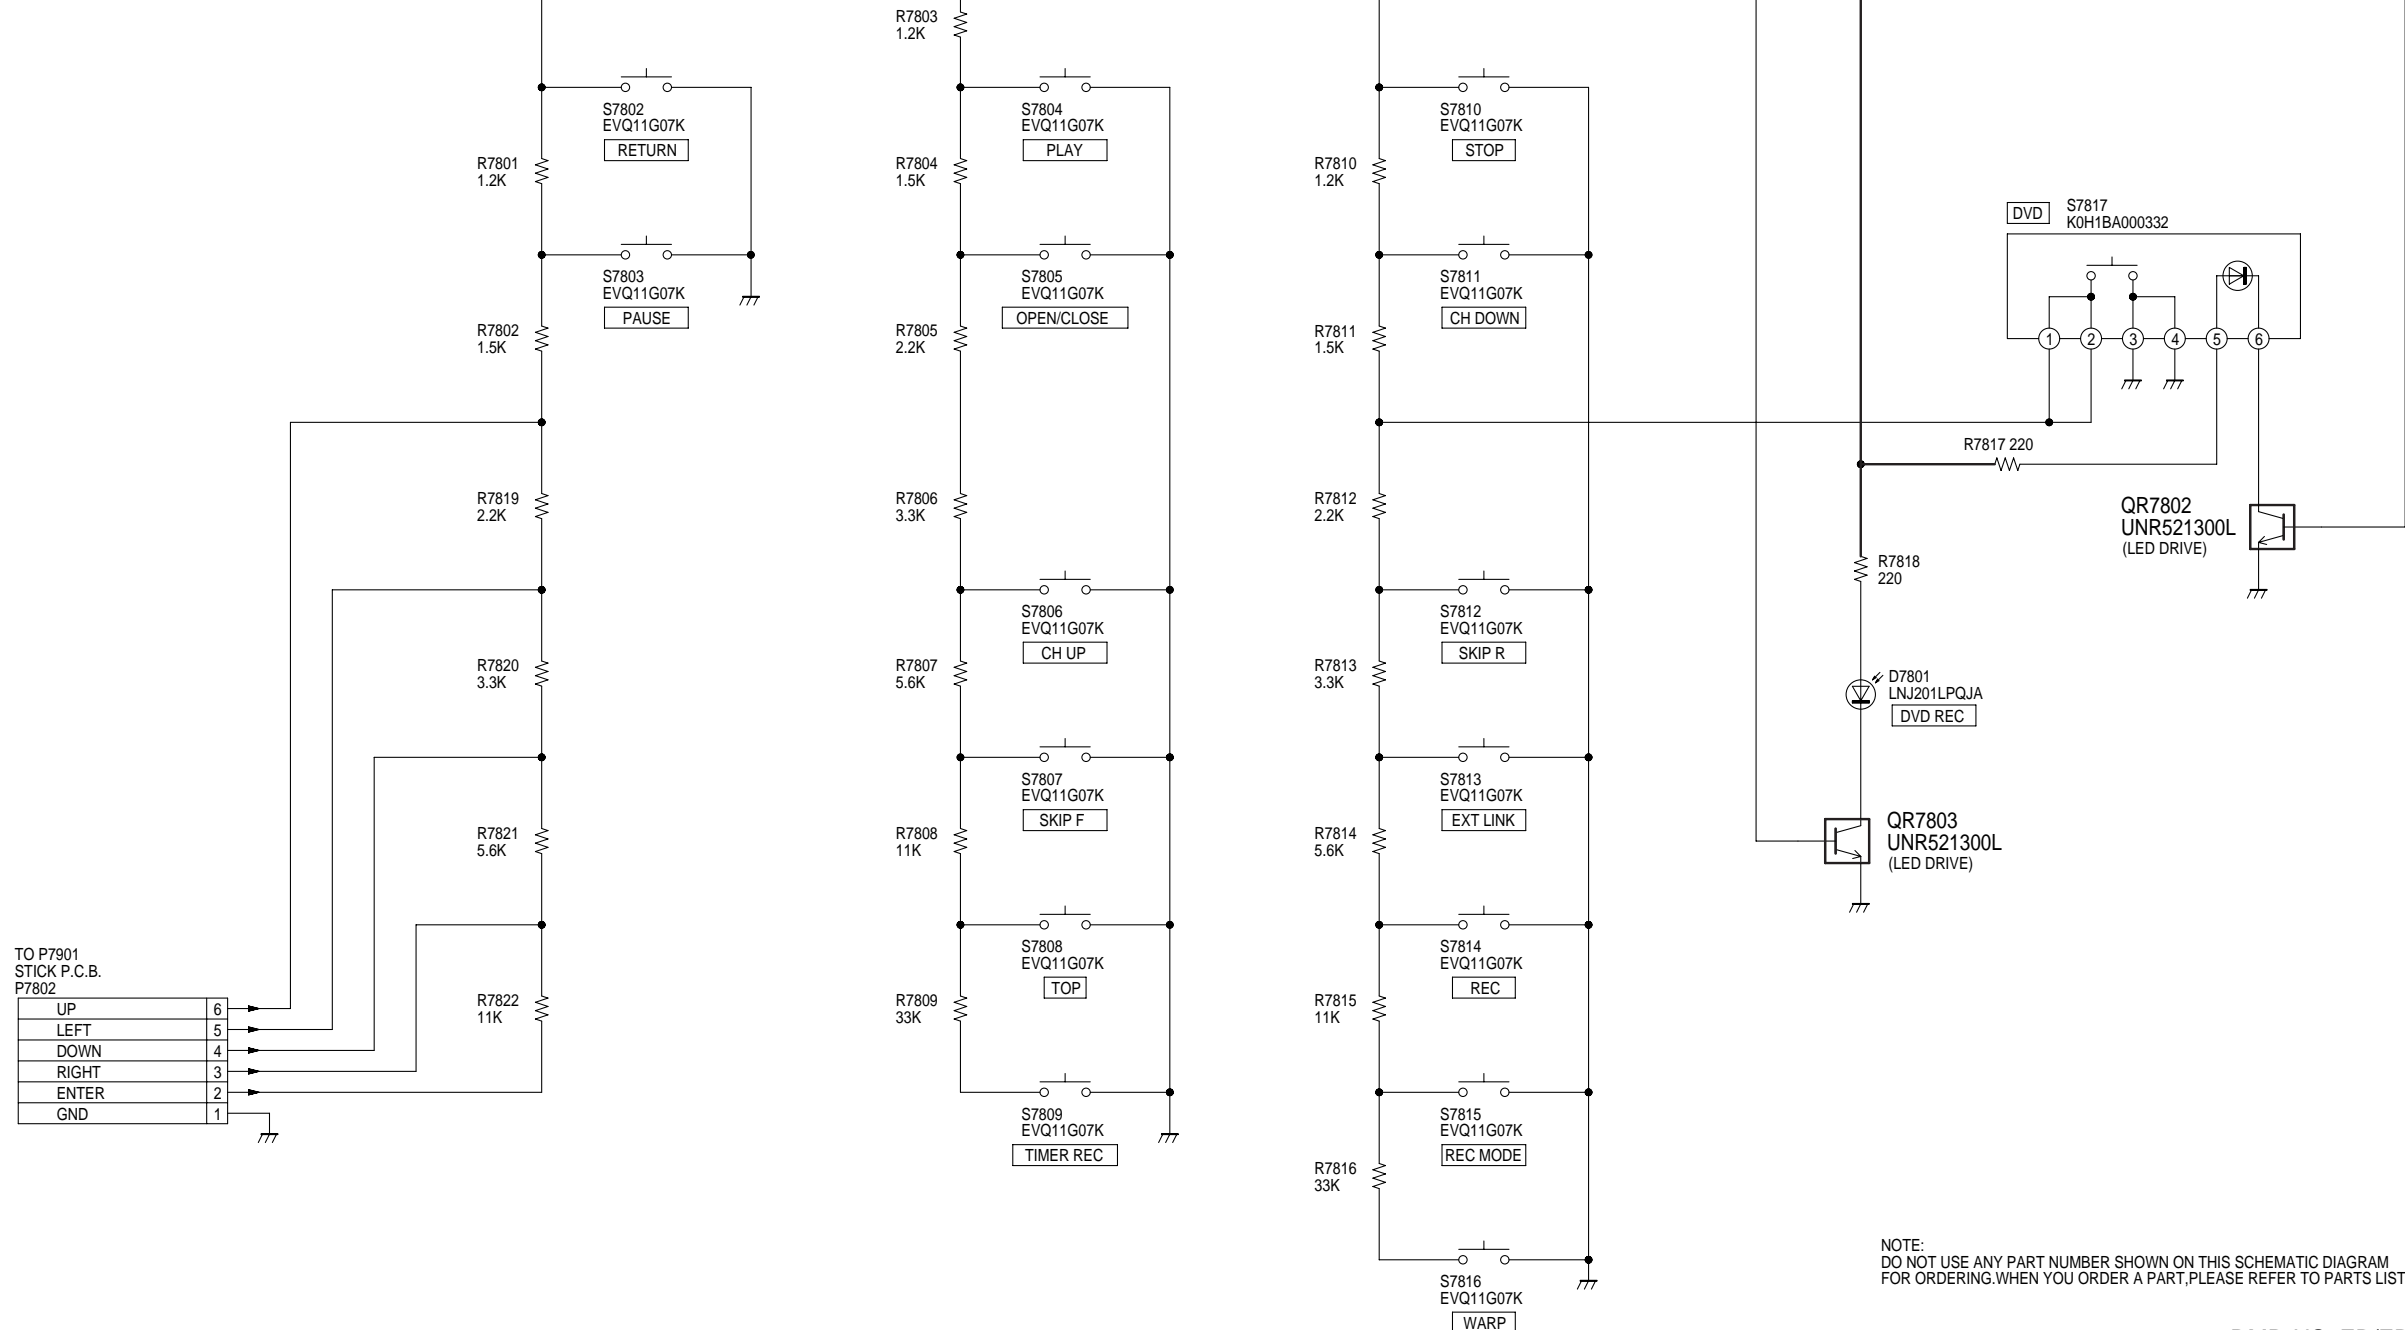 R7803
1.2K
S7802
EVQ11G07K
RETURN
R7801
1.2K
S7803
EVQ11G07K
PAUSE
R7802
1.5K
R7819
2.2K
R7820
3.3K
R7821
5.6K
R7822
11K
TO P7901
STICK P.C.B.
P7802
UP 6
LEFT 5
DOWN 4
RIGHT 3
ENTER 2
GND 1
S7804
EVQ11G07K
PLAY
R7804
1.5K
S7805
EVQ11G07K
OPEN/CLOSE
R7805
2.2K
R7806
3.3K
S7806
EVQ11G07K
CH UP
R7807
5.6K
S7807
EVQ11G07K
SKIP F
R7808
11K
S7808
EVQ11G07K
TOP
R7809
33K
S7809
EVQ11G07K
TIMER REC
S7810
EVQ11G07K
STOP
R7810
1.2K
S7811
EVQ11G07K
CH DOWN
R7811
1.5K
R7812
2.2K
S7812
EVQ11G07K
SKIP R
R7813
3.3K
S7813
EVQ11G07K
EXT LINK
R7814
5.6K
S7814
EVQ11G07K
REC
R7815
11K
S7815
EVQ11G07K
REC MODE
R7816
33K
S7816
EVQ11G07K
WARP
DVD
S7817
K0H1BA000332
1 2 3 4 5 6
R7817 220
QR7802
UNR521300L
(LED DRIVE)
R7818
220
D7801
LNJ201LPQJA
DVD REC
QR7803
UNR521300L
(LED DRIVE)
NOTE:
DO NOT USE ANY PART NUMBER SHOWN ON THIS SCHEMATIC DIAGRAM
FOR ORDERING.WHEN YOU ORDER A PART,PLEASE REFER TO PARTS LIST